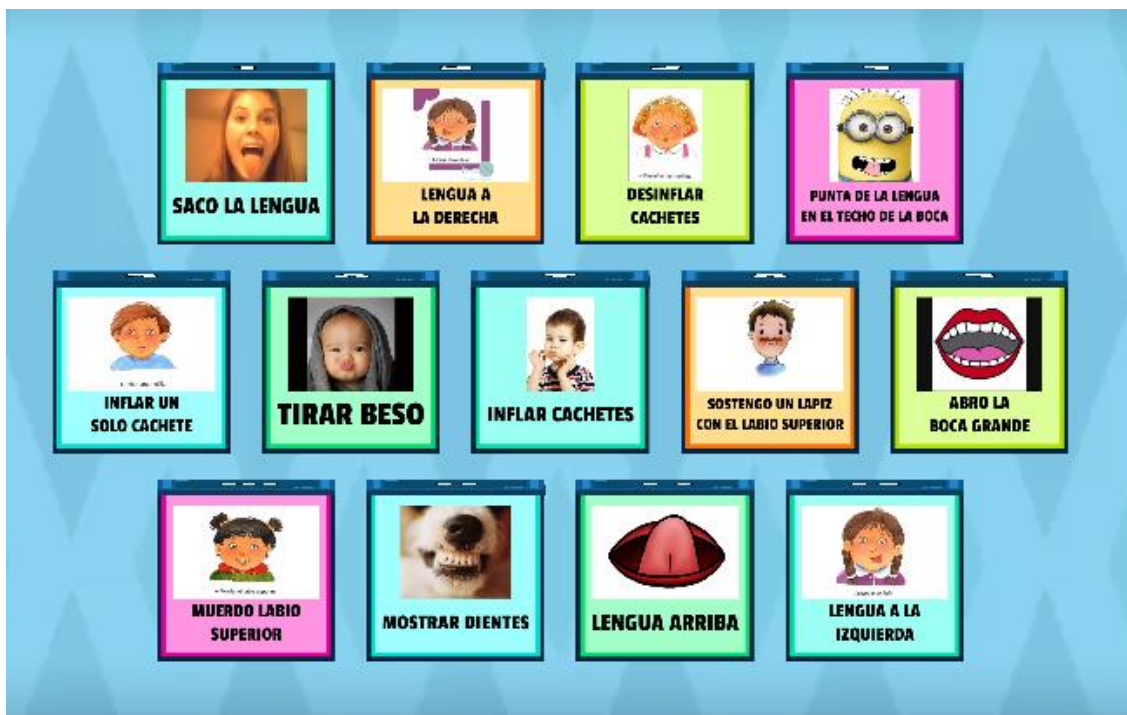 SACO LA LENGUA
LENGUA A
LA DERECHA
DESINFLAR
CACHETES
PUNTA DE LA LENGUA
EN EL TECHO DE LA BOCA
INFLAR UN
SOLO CACHETE
TIRAR BESO
INFLAR CACHETES
SOSTENGO UN LAPIZ
CON EL LABIO SUPERIOR
ABRO LA
BOCA GRANDE
MUERDO LABIO
SUPERIOR
MOSTRAR DIENTES
LENGUA ARRIBA
LENGUA A LA
IZQUIERDA